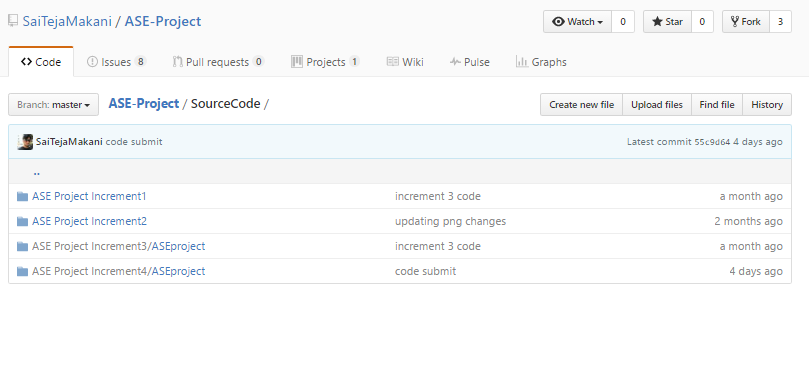 SaiTejaMakani / ASE-Project Watch 0 Star 0 Fork 3
Code Issues 8 Pull requests 0 Projects 1 Wiki Pulse Graphs
Branch: master ASE-Project / SourceCode / Create new file Upload files Find file History
SaiTejaMakani code submit Latest commit 55c9d64 4 days ago
..
ASE Project Increment1 increment 3 code a month ago
ASE Project Increment2 updating png changes 2 months ago
ASE Project Increment3/ASEproject increment 3 code a month ago
ASE Project Increment4/ASEproject code submit 4 days ago